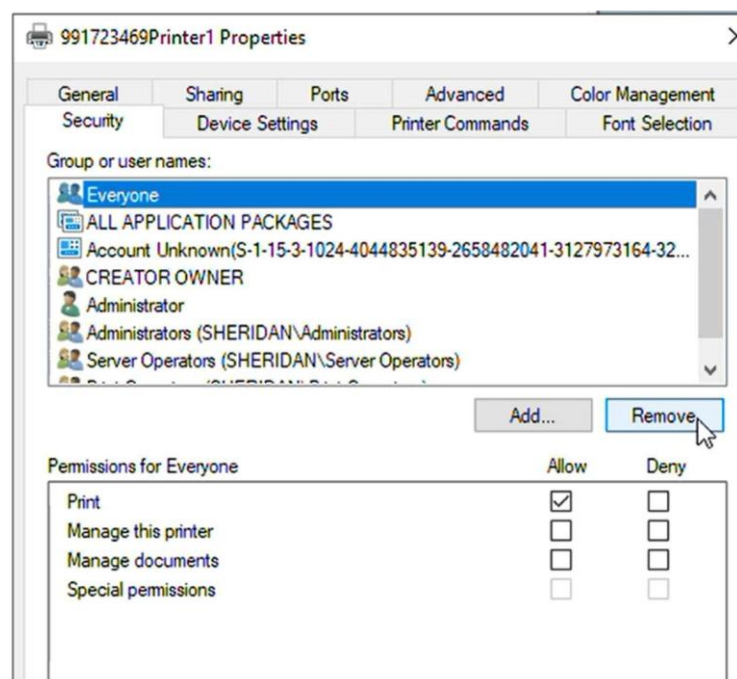 991723469Printer1 Properties
General Sharing Ports Advanced Color Management
Security Device Settings Printer Commands Font Selection
Group or user names:
Everyone
ALL APPLICATION PACKAGES
Account Unknown(S-1-15-3-1024-4044835139-2658482041-3127973164-32...
CREATOR OWNER
Administrator
Administrators (SHERIDAN\Administrators)
Server Operators (SHERIDAN\Server Operators)
Add... Remove
Permissions for Everyone Allow Deny
Print
Manage this printer
Manage documents
Special permissions